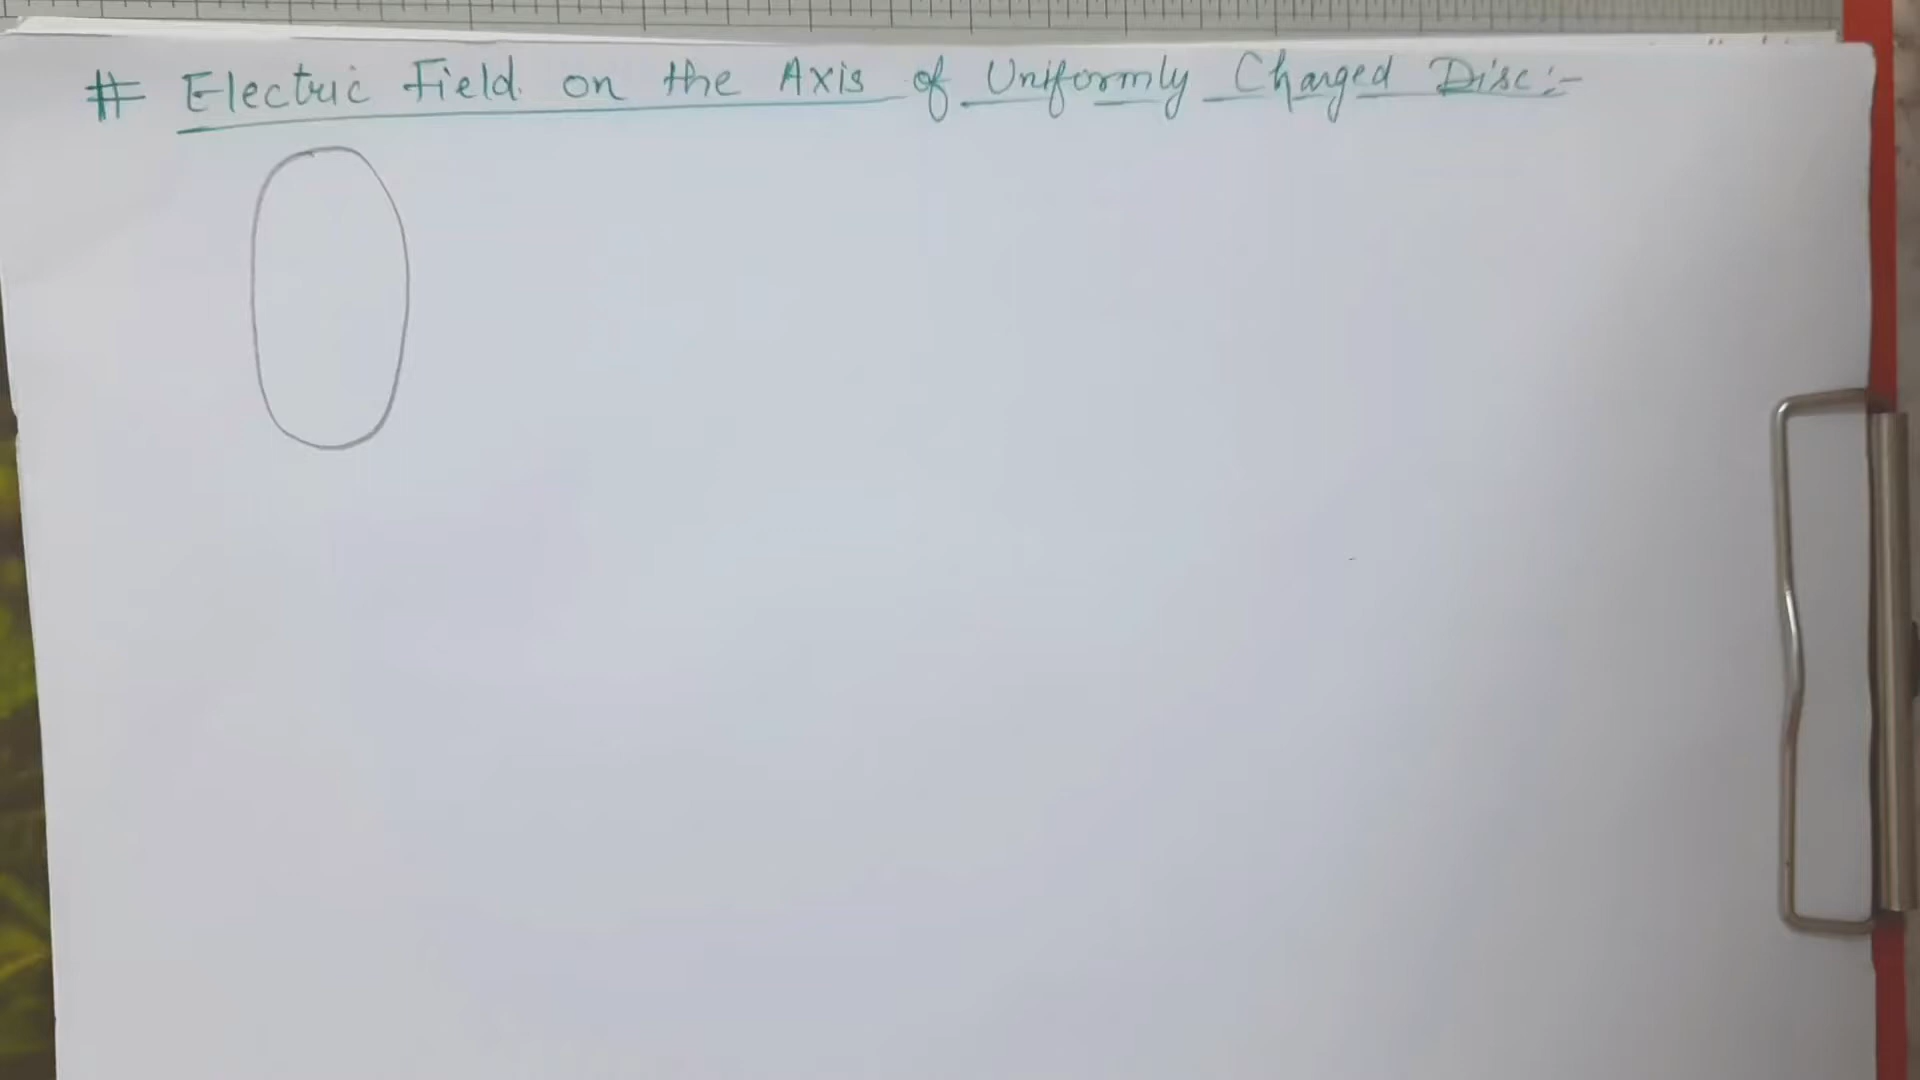 # Electric Field on the Axis of Uniformly Charged Disc :-